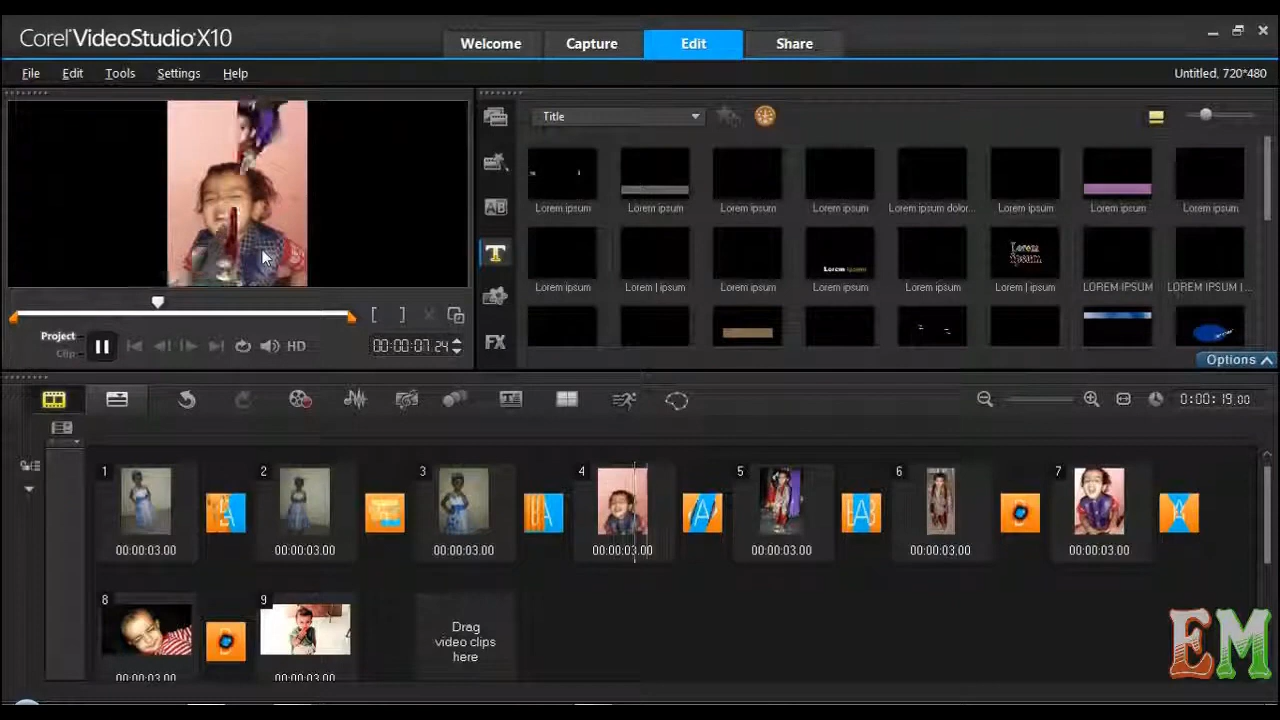 Corel VideoStudio X10
Welcome
Capture
Edit
Share
File
Edit
Tools
Settings
Help
Untitled, 720*480
Title
Lorem ipsum
Lorem ipsum
Lorem ipsum
Lorem ipsum
Lorem ipsum dolor...
Lorem ipsum
Lorem ipsum
Lorem ipsum
AB
T
Lorem ipsum
Lorem
ipsum
Lorem ipsum
Lorem | ipsum
Lorem ipsum
Lorem ipsum
Lorem ipsum
Lorem | ipsum
LOREM IPSUM
LOREM IPSUM |...
FX
Options
Project
Clip
HD
00:00:07.24
0:00:19.00
1
2
3
4
5
6
7
00:00:03.00
00:00:03.00
00:00:03.00
00:00:03.00
00:00:03.00
00:00:03.00
00:00:03.00
8
9
Drag
video clips
here
00:00:03.00
00:00:03.00
EM